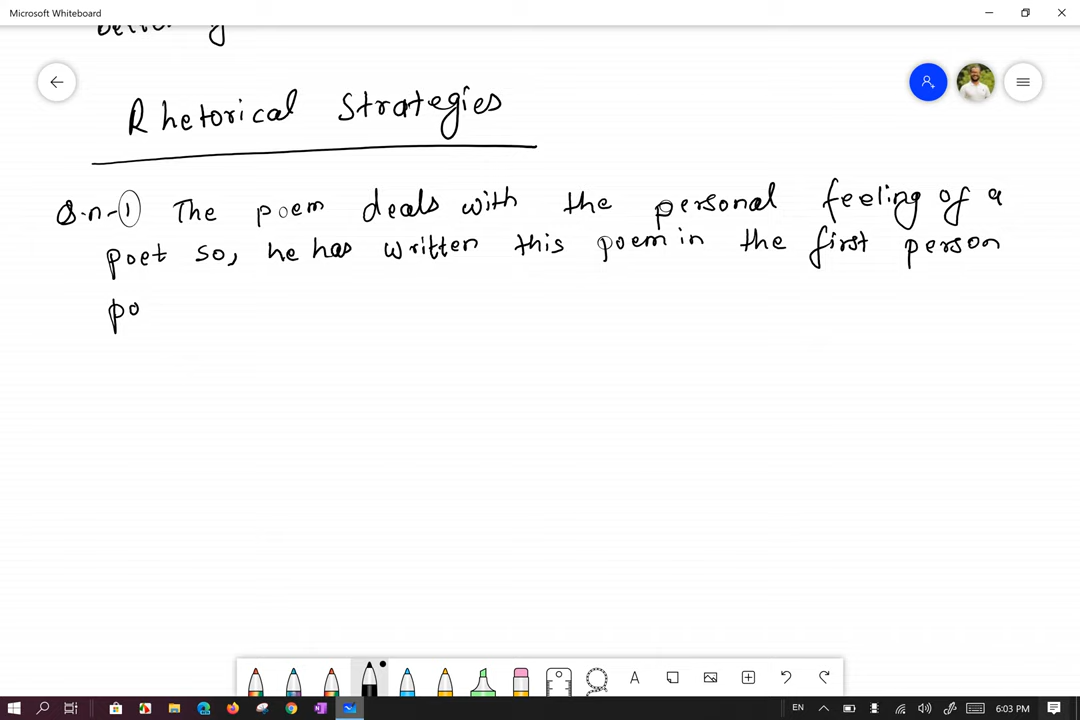 Microsoft Whiteboard
Rhetorical Strategies
Q.n-① The poem deals with the personal feeling of a
poet so, he has written this poem in the first person
po
EN
6:03 PM